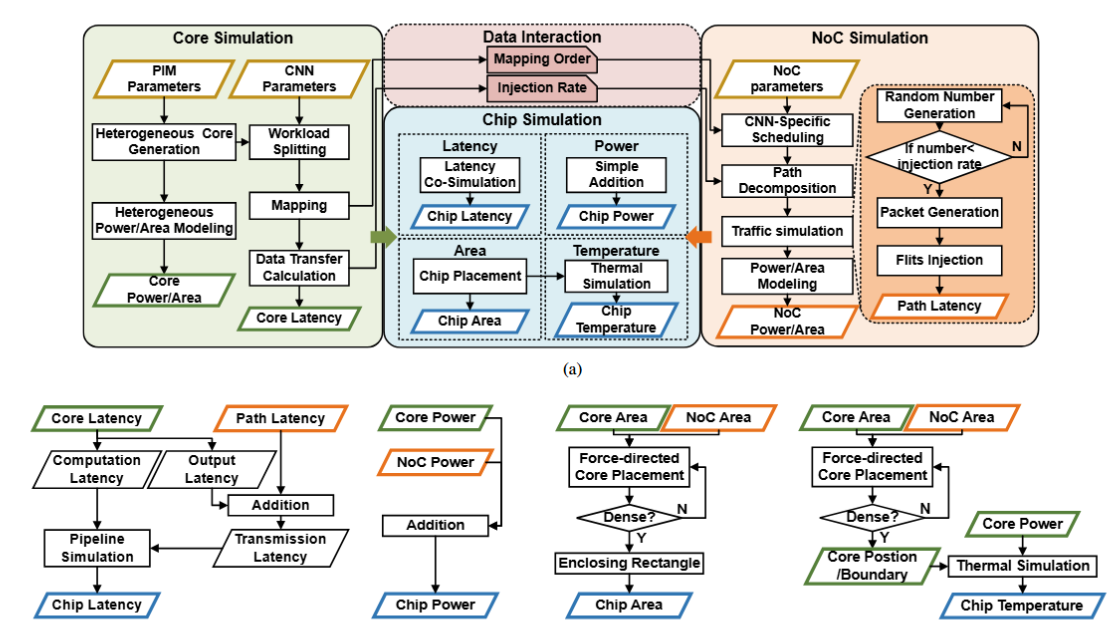 Core Simulation
PIM
Parameters
CNN
Parameters
Heterogeneous Core
Generation
Workload
Splitting
Mapping
Heterogeneous
Power/Area Modeling
Data Transfer
Calculation
Core
Power/Area
Core Latency
Data Interaction
Mapping Order
Injection Rate
Chip Simulation
Latency
Latency
Co-Simulation
Chip Latency
Power
Simple
Addition
Chip Power
Area
Chip Placement
Chip Area
Temperature
Thermal
Simulation
Chip
Temperature
NoC Simulation
NoC
parameters
CNN-Specific
Scheduling
Path
Decomposition
Traffic simulation
Power/Area
Modeling
NoC
Power/Area
Random Number
Generation
If number<
injection rate
N
Y
Packet Generation
Flits Injection
Path Latency
(a)
Core Latency
Path Latency
Computation
Latency
Output
Latency
Addition
Pipeline
Simulation
Transmission
Latency
Chip Latency
Core Power
NoC Power
Addition
Chip Power
Core Area
NoC Area
Force-directed
Core Placement
Dense?
N
Y
Enclosing Rectangle
Chip Area
Core Area
NoC Area
Force-directed
Core Placement
Dense?
N
Y
Core Postion
/Boundary
Core Power
Thermal Simulation
Chip Temperature